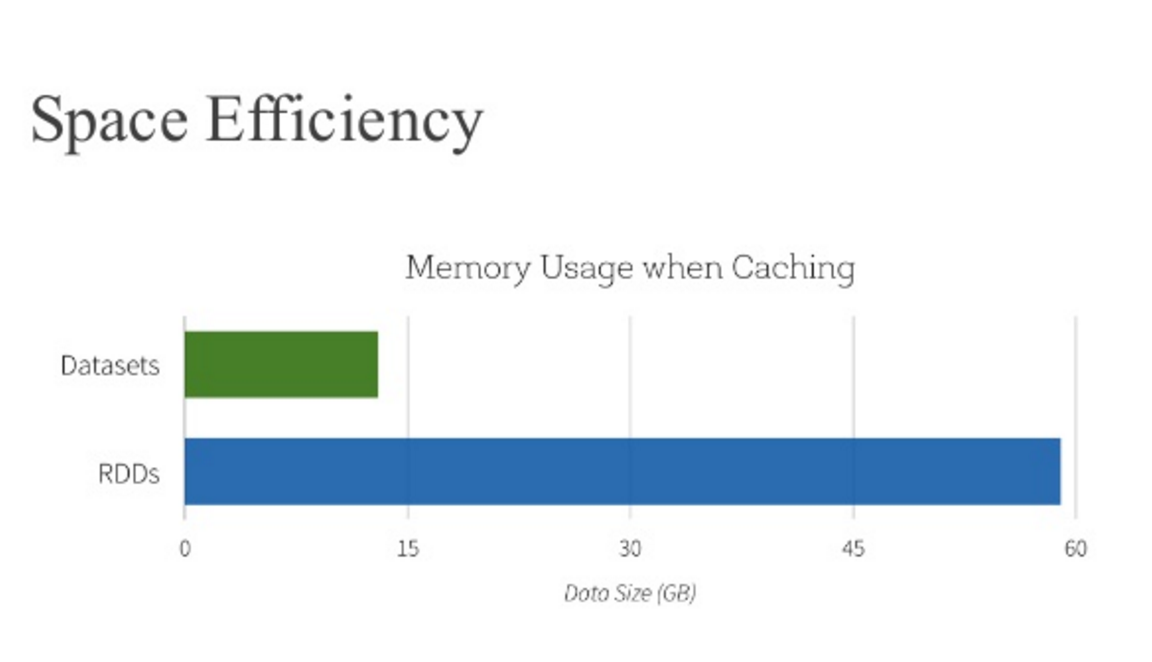 Space Efficiency
Memory Usage when Caching
Datasets
RDDs
0 15 30 45 60
Data Size (GB)